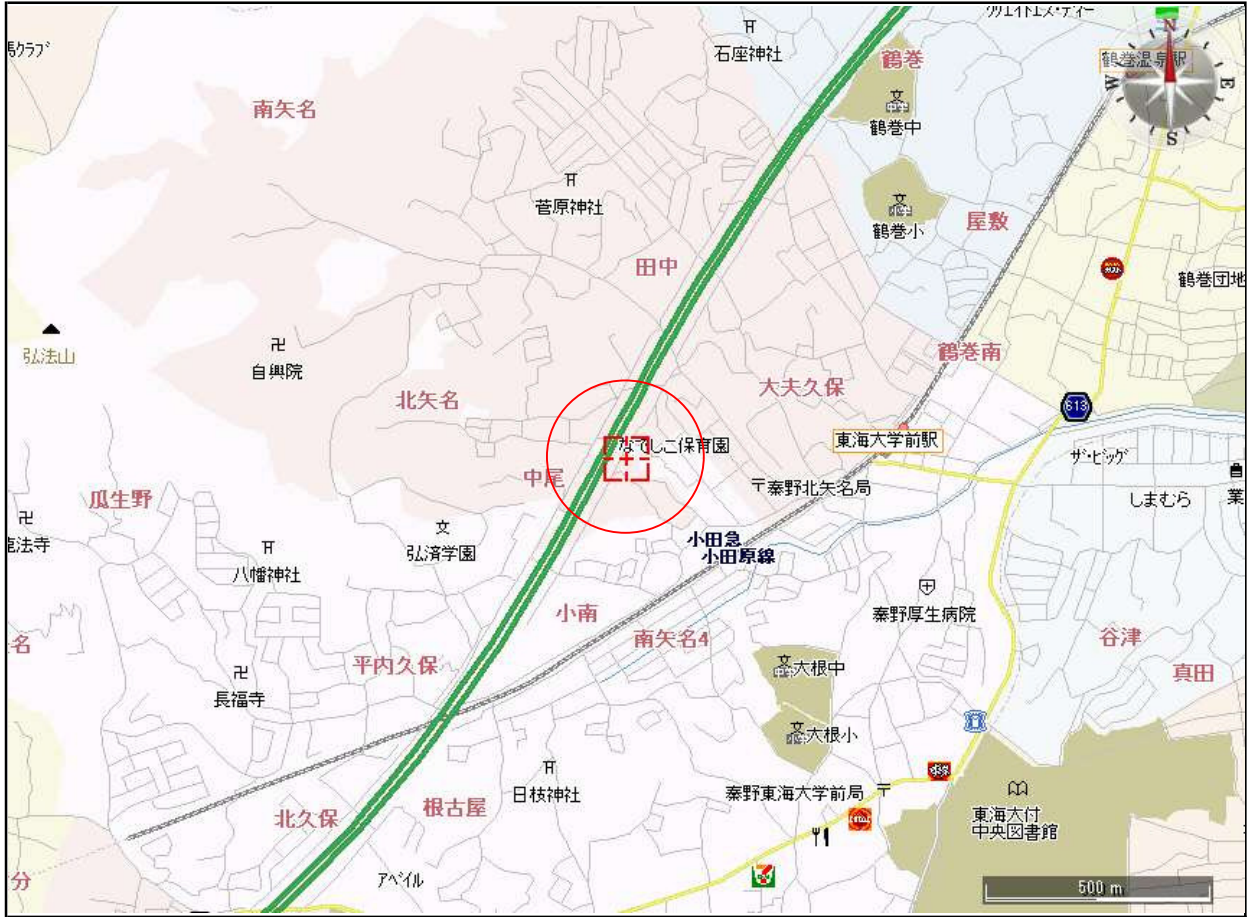 クリエイトエス・ディー
N
W
E
S
鶴巻温泉駅
石座神社
鶴巻
鶴巻中
南矢名
菅原神社
鶴巻小
屋敷
田中
鶴巻団地
弘法山
自興院
鶴巻南
北矢名
大夫久保
613
なでしこ保育園
東海大学前駅
ザ・ビッグ
中尾
〒秦野北矢名局
しまむら
業
瓜生野
弘済学園
小田急
小田原線
八幡神社
秦野厚生病院
小南
南矢名4
谷津
名
平内久保
大根中
真田
長福寺
大根小
日枝神社
秦野東海大学前局 〒
根古屋
北久保
東海大付
中央図書館
分
アベイル
500 m